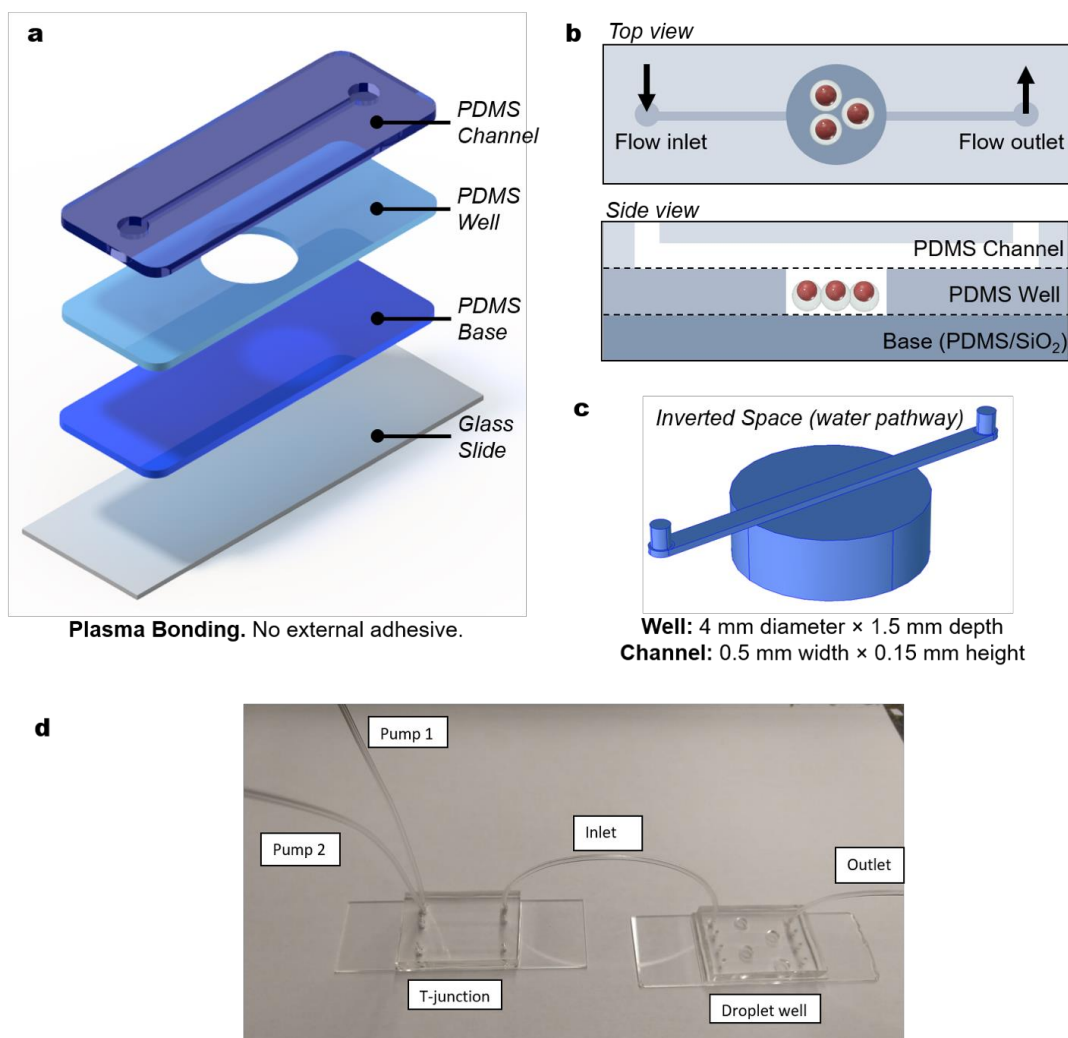 a
PDMS
Channel
PDMS
Well
PDMS
Base
Glass
Slide
Plasma Bonding. No external adhesive.
b
Top view
Flow inlet
Flow outlet
Side view
PDMS Channel
PDMS Well
Base (PDMS/SiO₂)
c
Inverted Space (water pathway)
Well: 4 mm diameter × 1.5 mm depth
Channel: 0.5 mm width × 0.15 mm height
d
Pump 1
Pump 2
Inlet
Outlet
T-junction
Droplet well